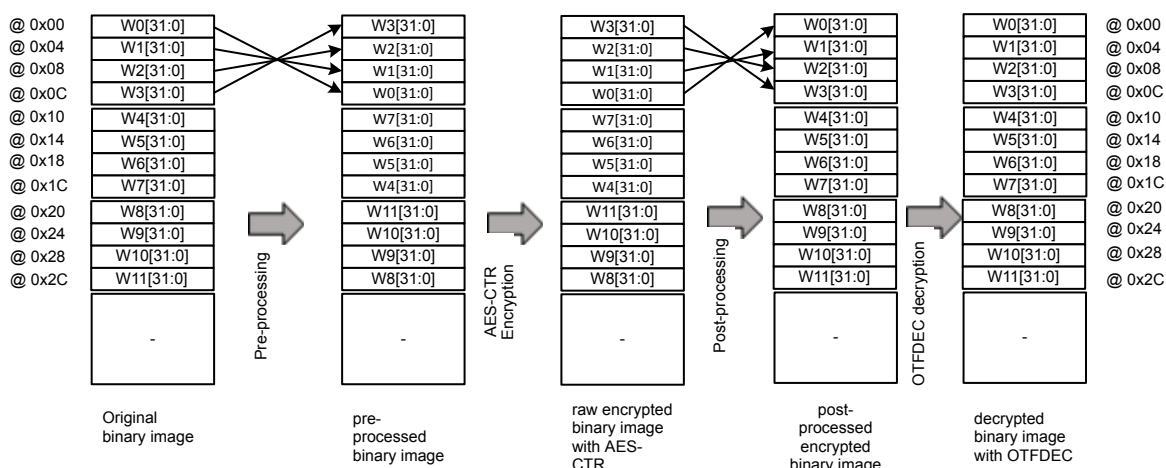 @ 0x00 W0[31:0] W3[31:0] W3[31:0] W0[31:0] W0[31:0] @ 0x00
@ 0x04 W1[31:0] W2[31:0] W2[31:0] W1[31:0] W1[31:0] @ 0x04
@ 0x08 W2[31:0] W1[31:0] W1[31:0] W2[31:0] W2[31:0] @ 0x08
@ 0x0C W3[31:0] W0[31:0] W0[31:0] W3[31:0] W3[31:0] @ 0x0C
@ 0x10 W4[31:0] W7[31:0] W7[31:0] W4[31:0] W4[31:0] @ 0x10
@ 0x14 W5[31:0] W6[31:0] W6[31:0] W5[31:0] W5[31:0] @ 0x14
@ 0x18 W6[31:0] W5[31:0] W5[31:0] W6[31:0] W6[31:0] @ 0x18
@ 0x1C W7[31:0] W4[31:0] W4[31:0] W7[31:0] W7[31:0] @ 0x1C
@ 0x20 W8[31:0] W11[31:0] W11[31:0] W8[31:0] W8[31:0] @ 0x20
@ 0x24 W9[31:0] W10[31:0] W10[31:0] W9[31:0] W9[31:0] @ 0x24
@ 0x28 W10[31:0] W9[31:0] W9[31:0] W10[31:0] W10[31:0] @ 0x28
@ 0x2C W11[31:0] W8[31:0] W8[31:0] W11[31:0] W11[31:0] @ 0x2C
- - - - -
Pre-processing
AES-CTR
Encryption
Post-processing
OTFDEC decryption
Original
binary image
pre-
processed
binary image
raw encrypted
binary image
with AES-
CTR
post-
processed
encrypted
binary image
decrypted
binary image
with OTFDEC